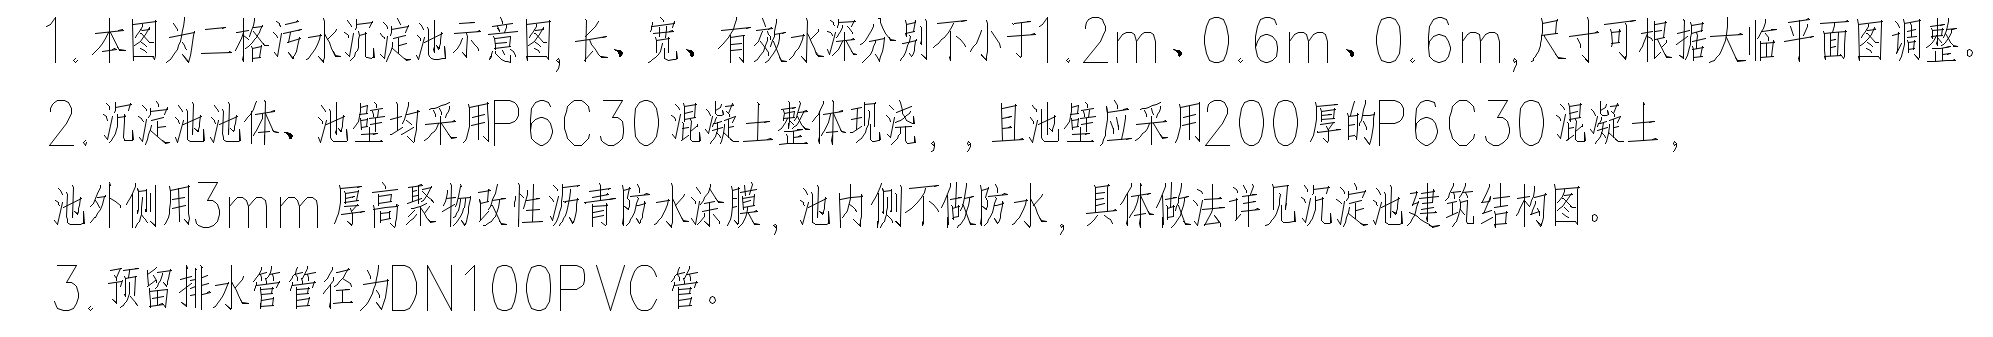 1.本图为二格污水沉淀池示意图,长、宽、有效水深分别不小于1.2m、0.6m、0.6m,尺寸可根据大临平面图调整。
2.沉淀池池体、池壁均采用P6C30混凝土整体现浇,,且池壁应采用200厚的P6C30混凝土,
池外侧用3mm厚高聚物改性沥青防水涂膜,池内侧不做防水,具体做法详见沉淀池建筑结构图。
3.预留排水管管径为DN100PVC管。